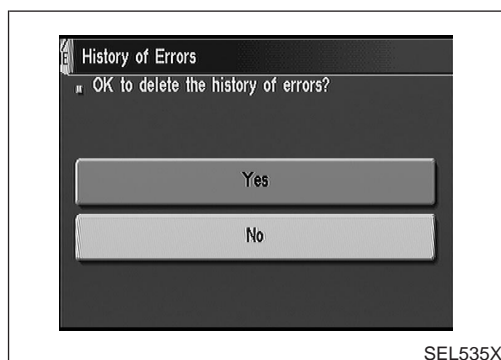 E
History of Errors
OK to delete the history of errors?
Yes
No
SEL535X